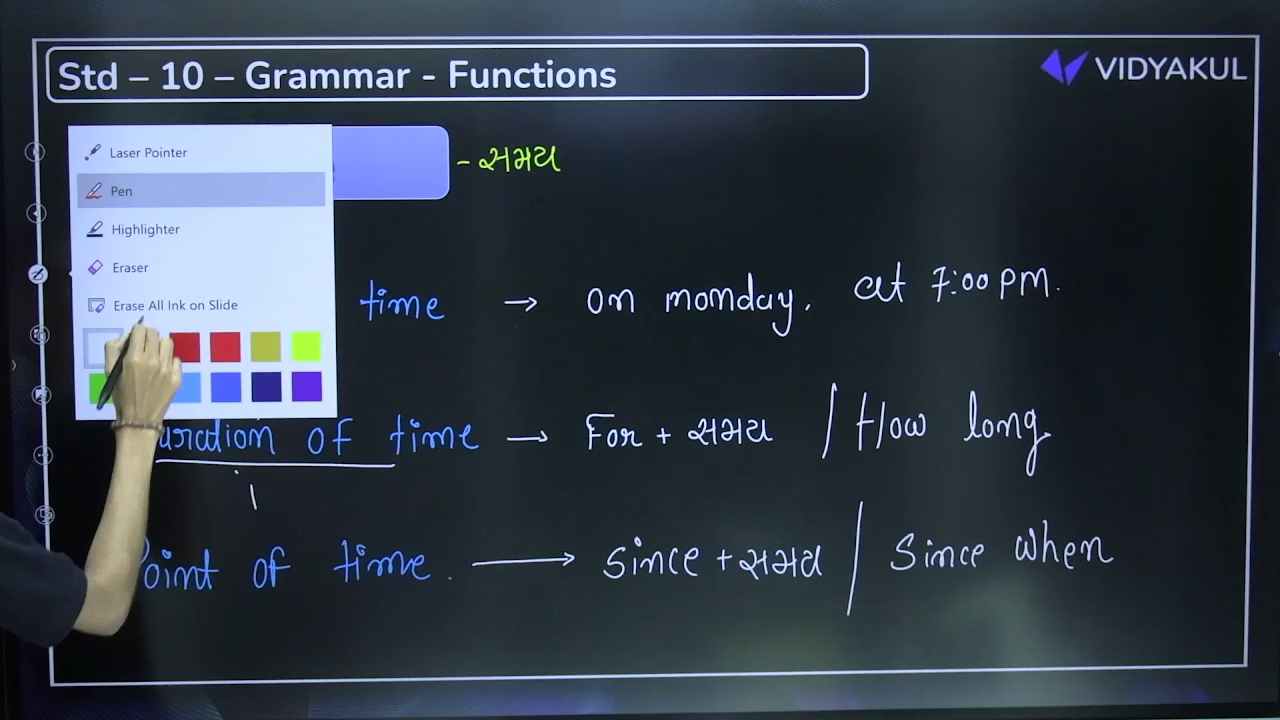 Std – 10 – Grammar - Functions
VIDYAKUL
Laser Pointer
Pen
Highlighter
Eraser
Erase All Ink on Slide
- સમય
time → on monday. at 7:00 PM.
uration of time → For + સમય / How long
Point of time. → Since + સમય / Since when